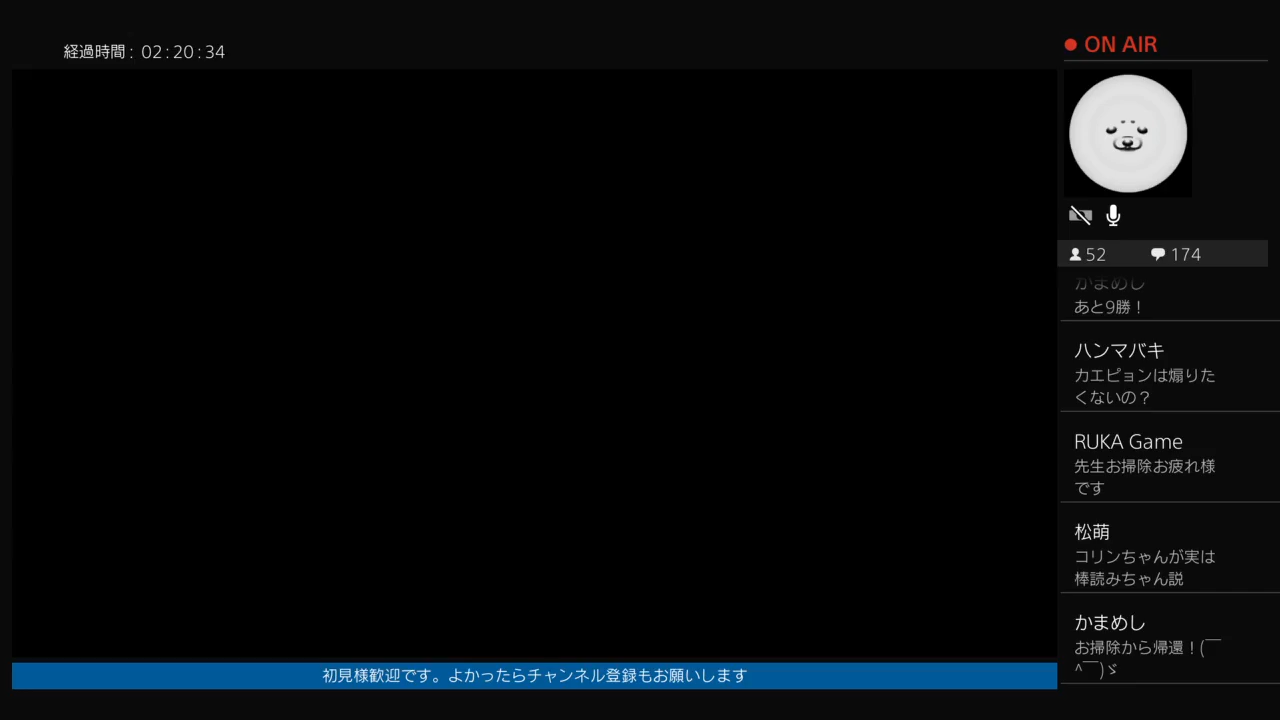 経過時間: 02:20:34
ON AIR
52 174
かまめし
あと9勝！
ハンマバキ
カエピョンは煽りた
くないの？
RUKA Game
先生お掃除お疲れ様
です
松萌
コリンちゃんが実は
棒読みちゃん説
かまめし
お掃除から帰還！(￣
^￣)ゞ
初見様歓迎です。よかったらチャンネル登録もお願いします